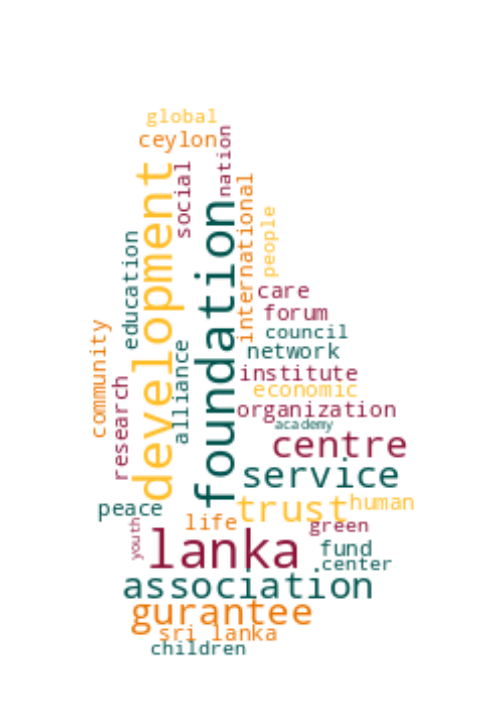 global
ceylon
nation
social
development
foundation
international
people
education
care
forum
council
network
community
alliance
institute
research
economic
organization
academy
centre
service
trust
human
peace
life
green
youth
lanka
fund
center
association
gurantee
sri lanka
children